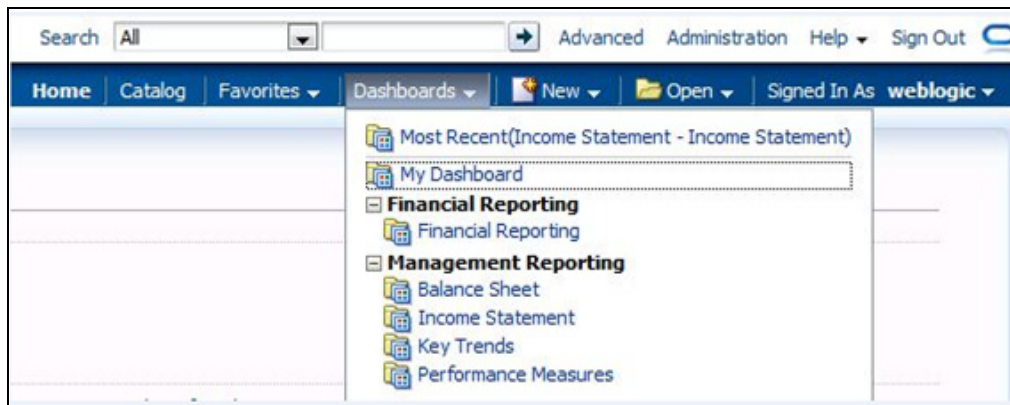 Search All Advanced Administration Help Sign Out
Home Catalog Favorites Dashboards New Open Signed In As weblogic
Most Recent(Income Statement - Income Statement)
My Dashboard
Financial Reporting
Financial Reporting
Management Reporting
Balance Sheet
Income Statement
Key Trends
Performance Measures